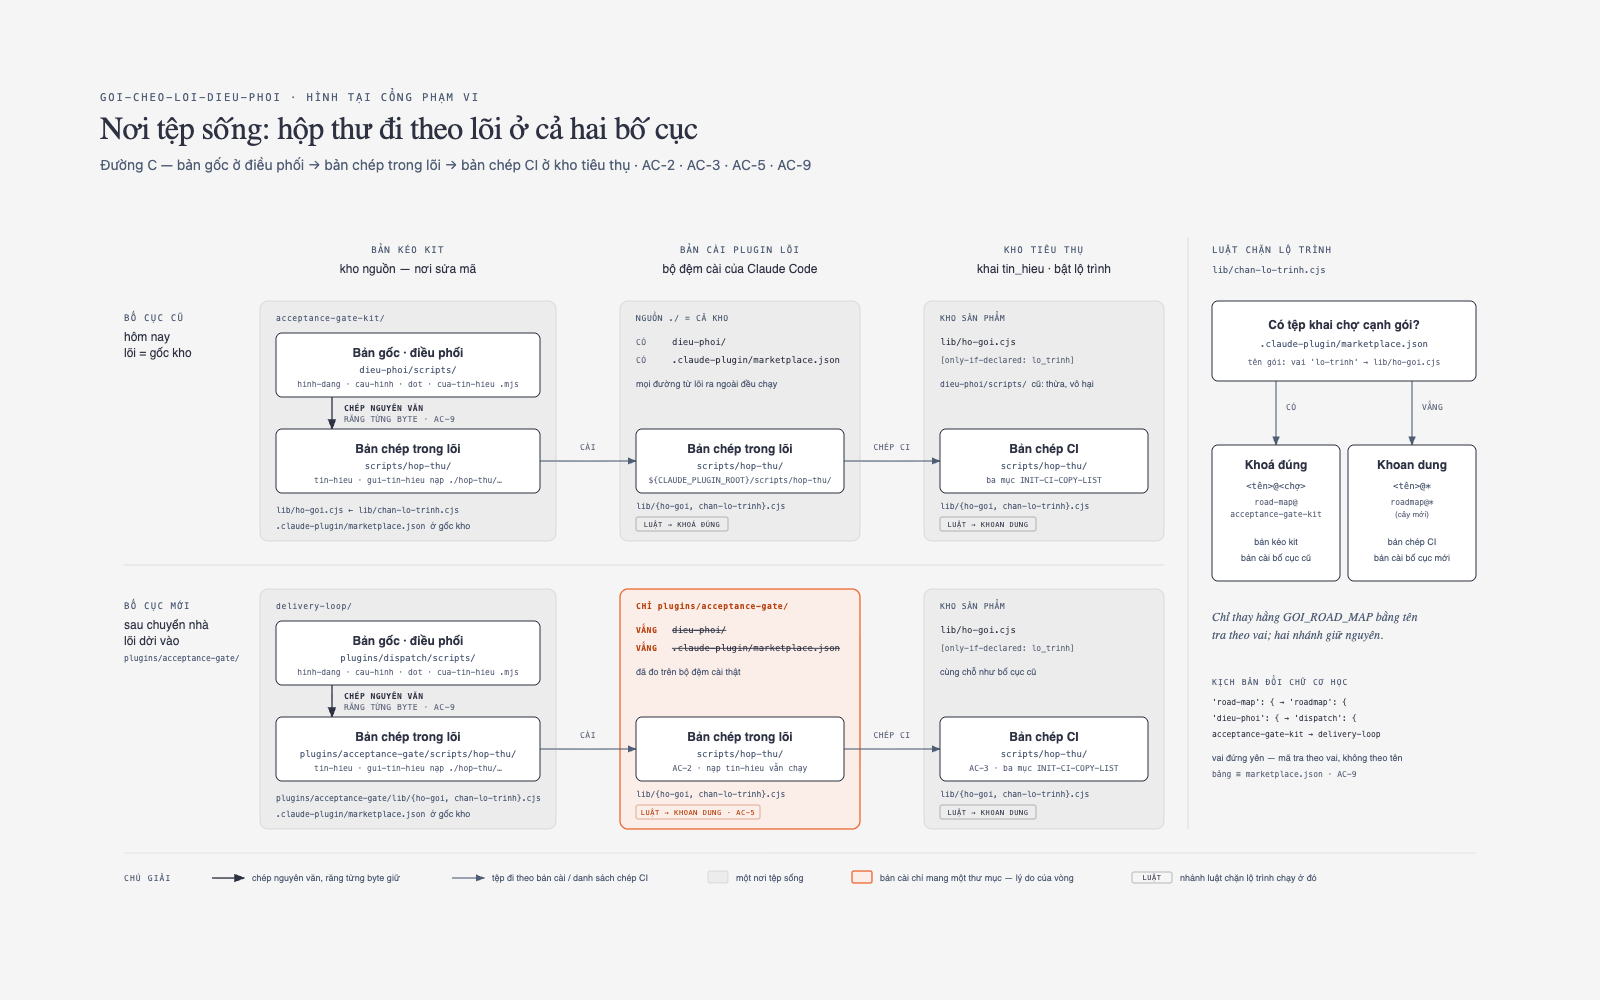 GOI-CHEO-LOI-DIEU-PHOI · HÌNH TẠI CỔNG PHẠM VI
Nơi tệp sống: hộp thư đi theo lõi ở cả hai bố cục
Đường C — bản gốc ở điều phối → bản chép trong lõi → bản chép CI ở kho tiêu thụ · AC-2 · AC-3 · AC-5 · AC-9
BẢN KÉO KIT
kho nguồn — nơi sửa mã
BẢN CÀI PLUGIN LÕI
bộ đệm cài của Claude Code
KHO TIÊU THỤ
khai tin_hieu · bật lộ trình
BỐ CỤC CŨ
hôm nay
lõi = gốc kho
acceptance-gate-kit/
Bản gốc · điều phối
dieu-phoi/scripts/
hinh-dang · cau-hinh · dot · cua-tin-hieu .mjs
CHÉP NGUYÊN VĂN
RĂNG TỪNG BYTE · AC-9
Bản chép trong lõi
scripts/hop-thu/
tin-hieu · gui-tin-hieu nạp ./hop-thu/…
lib/ho-goi.cjs ← lib/chan-lo-trinh.cjs
.claude-plugin/marketplace.json ở gốc kho
CÀI
NGUỒN ./ = CẢ KHO
CÓ dieu-phoi/
CÓ .claude-plugin/marketplace.json
mọi đường từ lõi ra ngoài đều chạy
Bản chép trong lõi
scripts/hop-thu/
${CLAUDE_PLUGIN_ROOT}/scripts/hop-thu/
lib/{ho-goi, chan-lo-trinh}.cjs
LUẬT → KHOÁ ĐÚNG
CHÉP CI
KHO SẢN PHẨM
lib/ho-goi.cjs
[only-if-declared: lo_trinh]
dieu-phoi/scripts/ cũ: thừa, vô hại
Bản chép CI
scripts/hop-thu/
ba mục INIT-CI-COPY-LIST
lib/{ho-goi, chan-lo-trinh}.cjs
LUẬT → KHOAN DUNG
BỐ CỤC MỚI
sau chuyến nhà
lõi dời vào
plugins/acceptance-gate/
delivery-loop/
Bản gốc · điều phối
plugins/dispatch/scripts/
hinh-dang · cau-hinh · dot · cua-tin-hieu .mjs
CHÉP NGUYÊN VĂN
RĂNG TỪNG BYTE · AC-9
Bản chép trong lõi
plugins/acceptance-gate/scripts/hop-thu/
tin-hieu · gui-tin-hieu nạp ./hop-thu/…
plugins/acceptance-gate/lib/{ho-goi, chan-lo-trinh}.cjs
.claude-plugin/marketplace.json ở gốc kho
CÀI
CHỈ plugins/acceptance-gate/
VẮNG dieu-phoi/
VẮNG .claude-plugin/marketplace.json
đã đo trên bộ đệm cài thật
Bản chép trong lõi
scripts/hop-thu/
AC-2 · nạp tin-hieu vẫn chạy
lib/{ho-goi, chan-lo-trinh}.cjs
LUẬT → KHOAN DUNG · AC-5
CHÉP CI
KHO SẢN PHẨM
lib/ho-goi.cjs
[only-if-declared: lo_trinh]
cùng chỗ như bố cục cũ
Bản chép CI
scripts/hop-thu/
AC-3 · ba mục INIT-CI-COPY-LIST
lib/{ho-goi, chan-lo-trinh}.cjs
LUẬT → KHOAN DUNG
LUẬT CHẶN LỘ TRÌNH
lib/chan-lo-trinh.cjs
Có tệp khai chợ cạnh gói?
.claude-plugin/marketplace.json
tên gói: vai 'lo-trinh' → lib/ho-goi.cjs
CÓ
VẮNG
Khoá đúng
<tên>@<chợ>
road-map@
acceptance-gate-kit
bản kéo kit
bản cài bố cục cũ
Khoan dung
<tên>@*
roadmap@*
(cây mới)
bản chép CI
bản cài bố cục mới
Chỉ thay hằng GOI_ROAD_MAP bằng tên
tra theo vai; hai nhánh giữ nguyên.
KỊCH BẢN ĐỔI CHỮ CƠ HỌC
'road-map': { → 'roadmap': {
'dieu-phoi': { → 'dispatch': {
acceptance-gate-kit → delivery-loop
vai đứng yên — mã tra theo vai, không theo tên
bảng ≡ marketplace.json · AC-9
CHÚ GIẢI
chép nguyên văn, răng từng byte giữ
tệp đi theo bản cài / danh sách chép CI
một nơi tệp sống
bản cài chỉ mang một thư mục — lý do của vòng
LUẬT
nhánh luật chặn lộ trình chạy ở đó